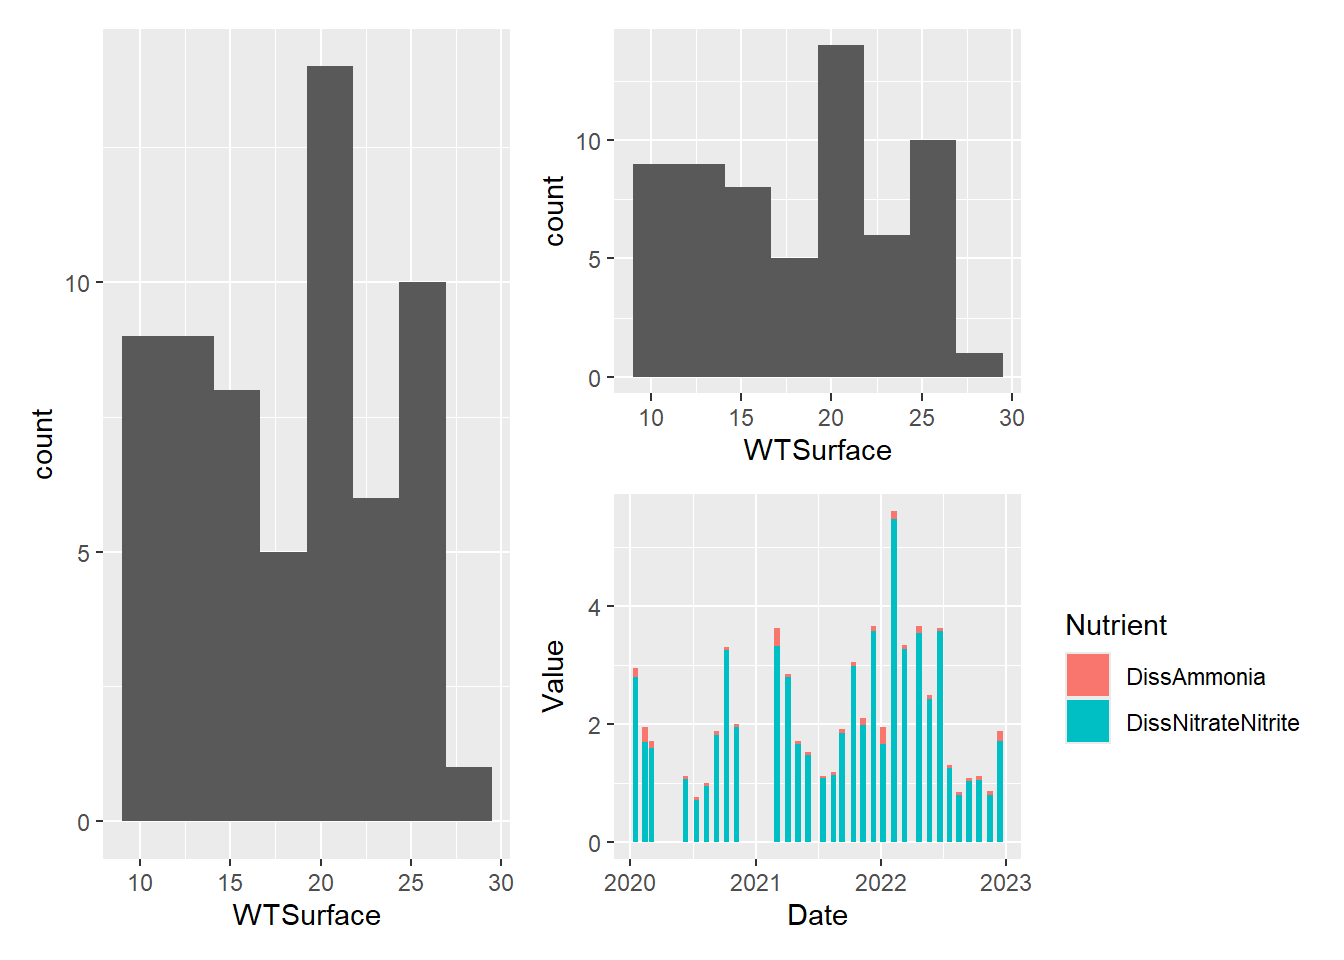 count
10
5
0
10 15 20 25 30
WTSurface
count
10
5
0
10 15 20 25 30
WTSurface
Value
4
2
0
2020 2021 2022 2023
Date
Nutrient
DissAmmonia
DissNitrateNitrite